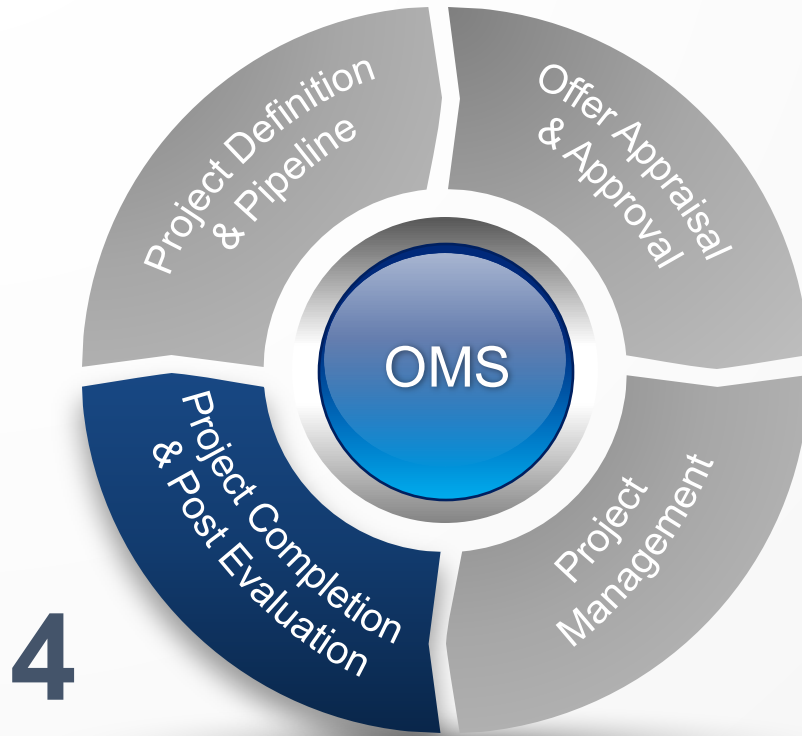 Project Definition
& Pipeline
Offer Appraisal
& Approval
OMS
Project
Management
Project Completion
& Post Evaluation
4